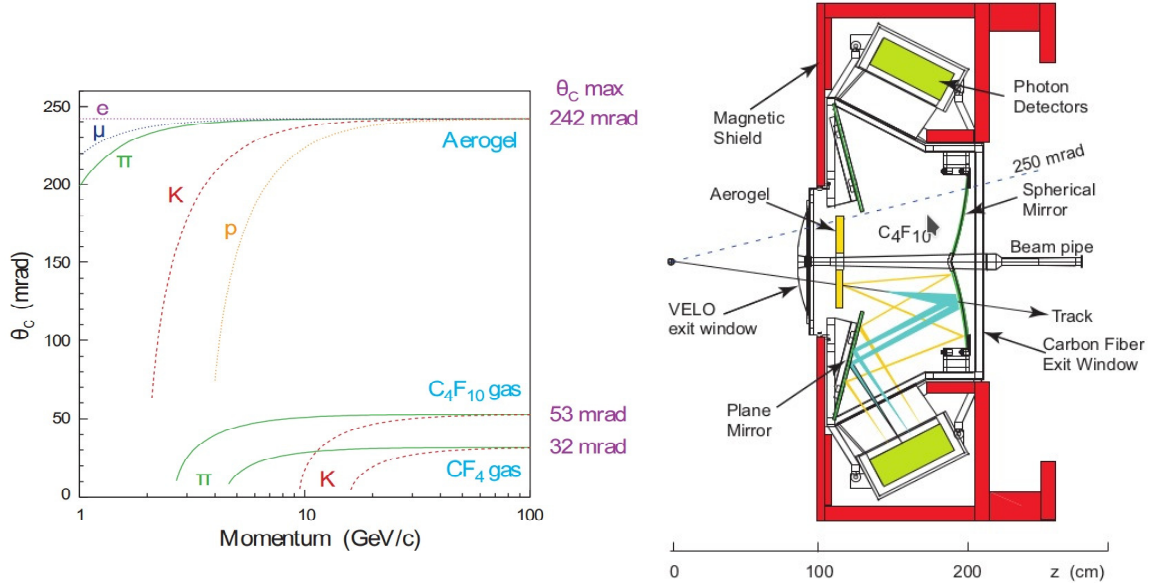 θC max
242 mrad
53 mrad
32 mrad
250
200
150
100
50
0
θC (mrad)
e
μ
π
K
p
Aerogel
C4F10 gas
π
K
CF4 gas
1
10
100
Momentum (GeV/c)
Magnetic
Shield
Photon
Detectors
250 mrad
Aerogel
Spherical
Mirror
C4F10
Beam pipe
VELO
exit window
Track
Carbon Fiber
Exit Window
Plane
Mirror
0
100
200
z (cm)